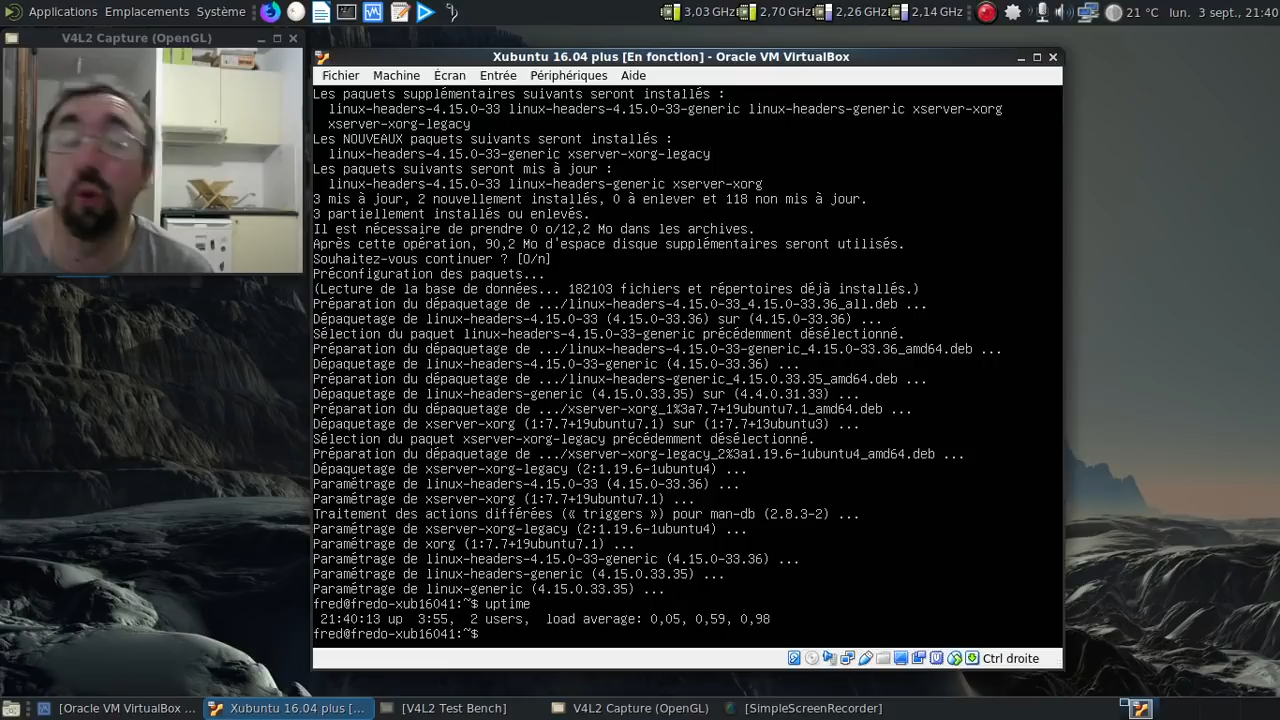 Applications Emplacements Système 3,03 GHz 2,70 GHz 2,26 GHz 2,14 GHz 21 °C lun. 3 sept., 21:40
V4L2 Capture (OpenGL)
Xubuntu 16.04 plus [En fonction] - Oracle VM VirtualBox
Fichier Machine Écran Entrée Périphériques Aide
Les paquets supplémentaires suivants seront installés :
linux-headers-4.15.0-33 linux-headers-4.15.0-33-generic linux-headers-generic xserver-xorg
xserver-xorg-legacy
Les NOUVEAUX paquets suivants seront installés :
linux-headers-4.15.0-33-generic xserver-xorg-legacy
Les paquets suivants seront mis à jour :
linux-headers-4.15.0-33 linux-headers-generic xserver-xorg
3 mis à jour, 2 nouvellement installés, 0 à enlever et 118 non mis à jour.
3 partiellement installés ou enlevés.
Il est nécessaire de prendre 0 o/12,2 Mo dans les archives.
Après cette opération, 90,2 Mo d'espace disque supplémentaires seront utilisés.
Souhaitez-vous continuer ? [O/n]
Préconfiguration des paquets...
(Lecture de la base de données... 182103 fichiers et répertoires déjà installés.)
Préparation du dépaquetage de .../linux-headers-4.15.0-33_4.15.0-33.36_all.deb ...
Dépaquetage de linux-headers-4.15.0-33 (4.15.0-33.36) sur (4.15.0-33.36) ...
Sélection du paquet linux-headers-4.15.0-33-generic précédemment désélectionné.
Préparation du dépaquetage de .../linux-headers-4.15.0-33-generic_4.15.0-33.36_amd64.deb ...
Dépaquetage de linux-headers-4.15.0-33-generic (4.15.0-33.36) ...
Préparation du dépaquetage de .../linux-headers-generic_4.15.0.33.35_amd64.deb ...
Dépaquetage de linux-headers-generic (4.15.0.33.35) sur (4.4.0.31.33) ...
Préparation du dépaquetage de .../xserver-xorg_1%3a7.7+19ubuntu7.1_amd64.deb ...
Dépaquetage de xserver-xorg (1:7.7+19ubuntu7.1) sur (1:7.7+13ubuntu3) ...
Sélection du paquet xserver-xorg-legacy précédemment désélectionné.
Préparation du dépaquetage de .../xserver-xorg-legacy_2%3a1.19.6-1ubuntu4_amd64.deb ...
Dépaquetage de xserver-xorg-legacy (2:1.19.6-1ubuntu4) ...
Paramétrage de linux-headers-4.15.0-33 (4.15.0-33.36) ...
Paramétrage de xserver-xorg (1:7.7+19ubuntu7.1) ...
Traitement des actions différées (« triggers ») pour man-db (2.8.3-2) ...
Paramétrage de xserver-xorg-legacy (2:1.19.6-1ubuntu4) ...
Paramétrage de xorg (1:7.7+19ubuntu7.1) ...
Paramétrage de linux-headers-4.15.0-33-generic (4.15.0-33.36) ...
Paramétrage de linux-headers-generic (4.15.0.33.35) ...
Paramétrage de linux-generic (4.15.0.33.35) ...
fred@fredo-xub16041:~$ uptime
21:40:13 up 3:55, 2 users, load average: 0,05, 0,59, 0,98
fred@fredo-xub16041:~$
Ctrl droite
[Oracle VM VirtualBox ... Xubuntu 16.04 plus [... [V4L2 Test Bench] V4L2 Capture (OpenGL) [SimpleScreenRecorder]